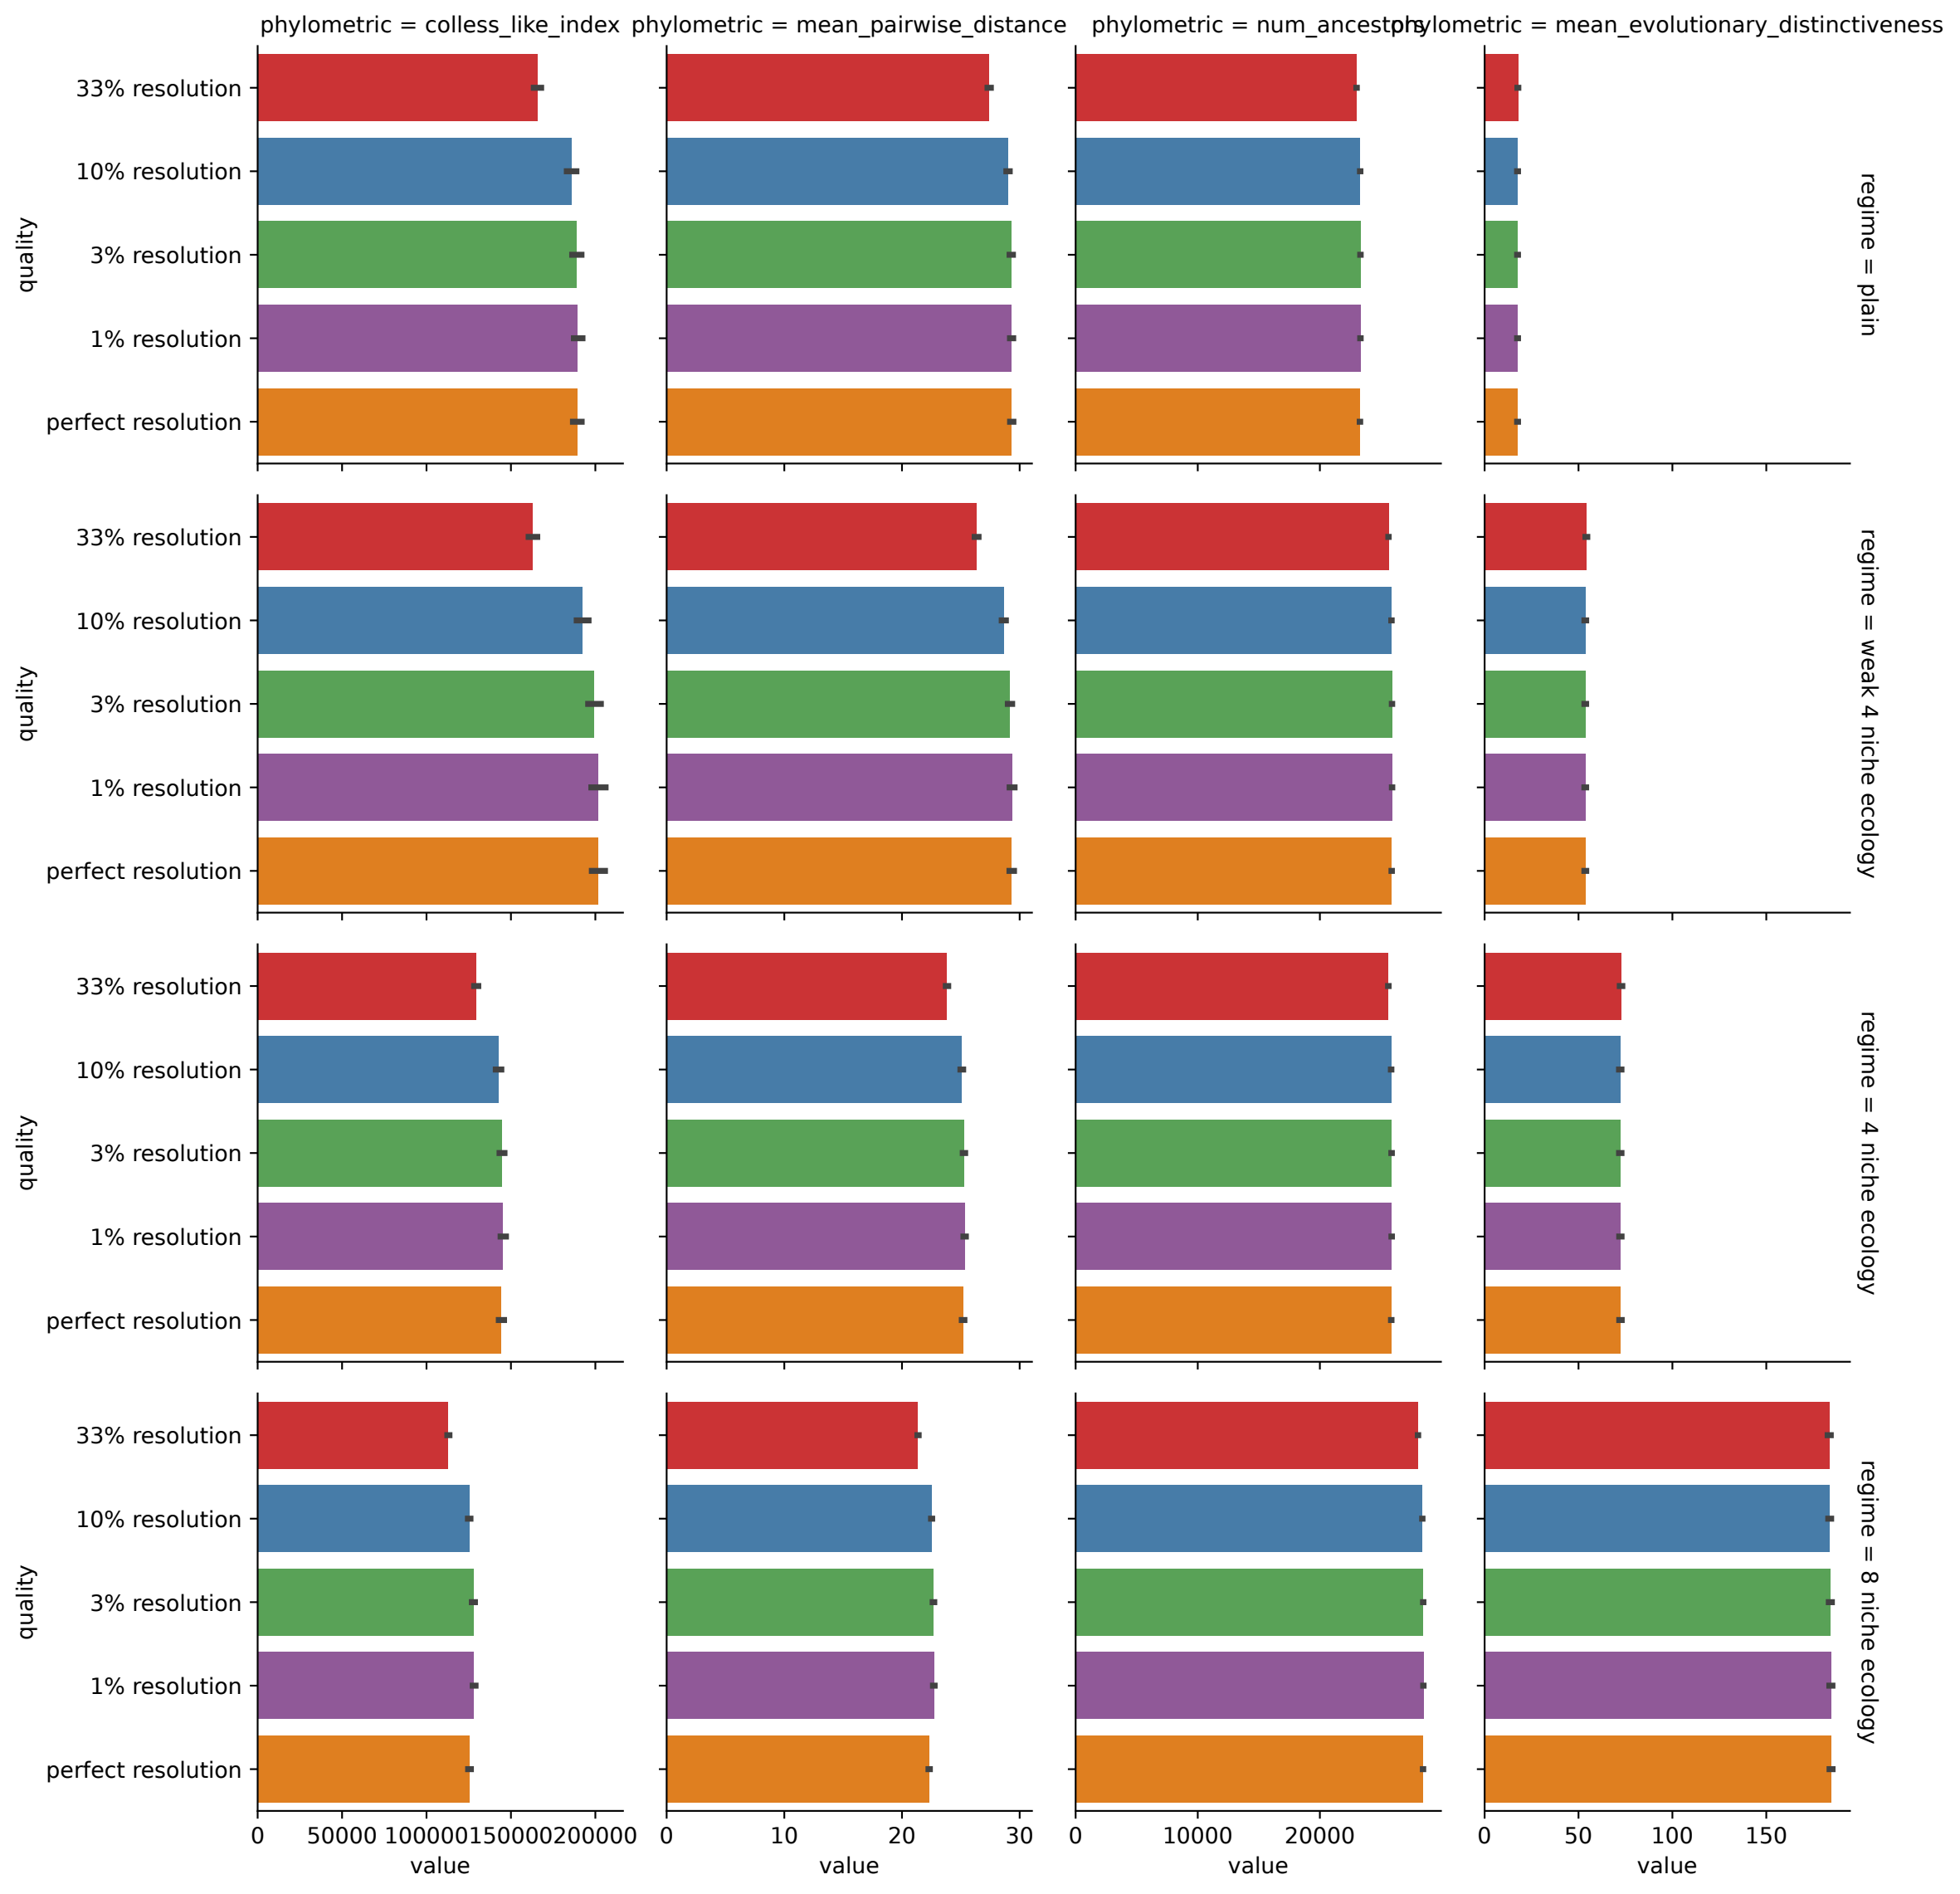 phylometric = colless_like_index
phylometric = mean_pairwise_distance
phylometric = num_ancestors
phylometric = mean_evolutionary_distinctiveness
quality
33% resolution
10% resolution
3% resolution
1% resolution
perfect resolution
regime = plain
quality
33% resolution
10% resolution
3% resolution
1% resolution
perfect resolution
regime = weak 4 niche ecology
quality
33% resolution
10% resolution
3% resolution
1% resolution
perfect resolution
regime = 4 niche ecology
quality
33% resolution
10% resolution
3% resolution
1% resolution
perfect resolution
regime = 8 niche ecology
0 50000 100000 150000 200000
value
0 10 20 30
value
0 10000 20000
value
0 50 100 150
value